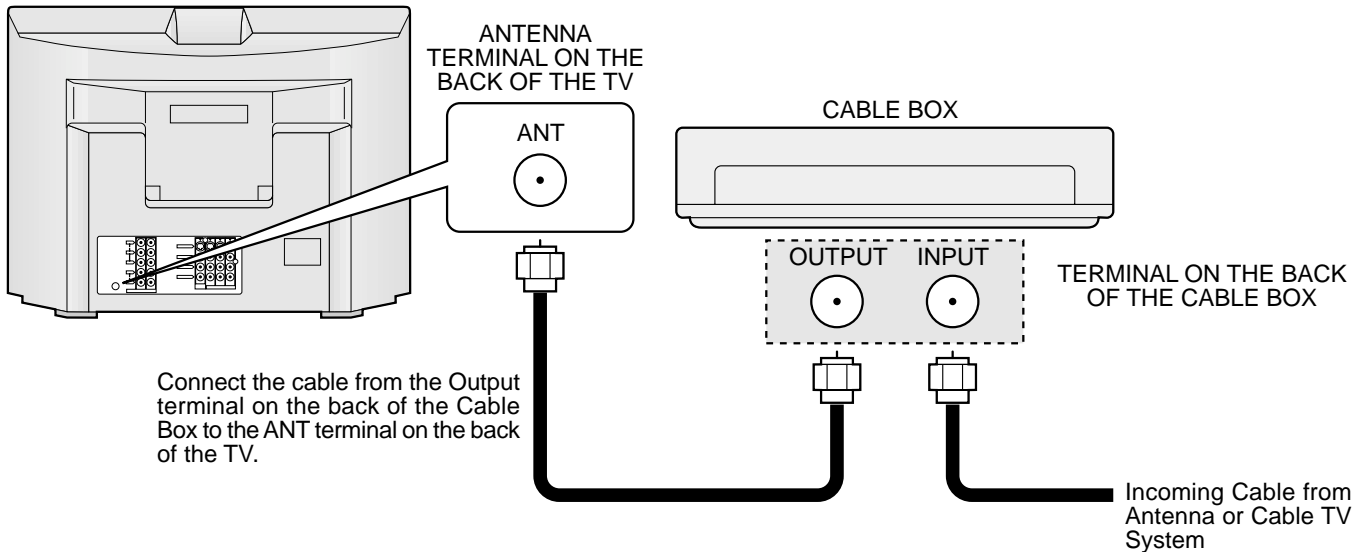 ANTENNA
TERMINAL ON THE
BACK OF THE TV
ANT
CABLE BOX
OUTPUT INPUT
TERMINAL ON THE BACK
OF THE CABLE BOX
Connect the cable from the Output
terminal on the back of the Cable
Box to the ANT terminal on the back
of the TV.
Incoming Cable from
Antenna or Cable TV
System